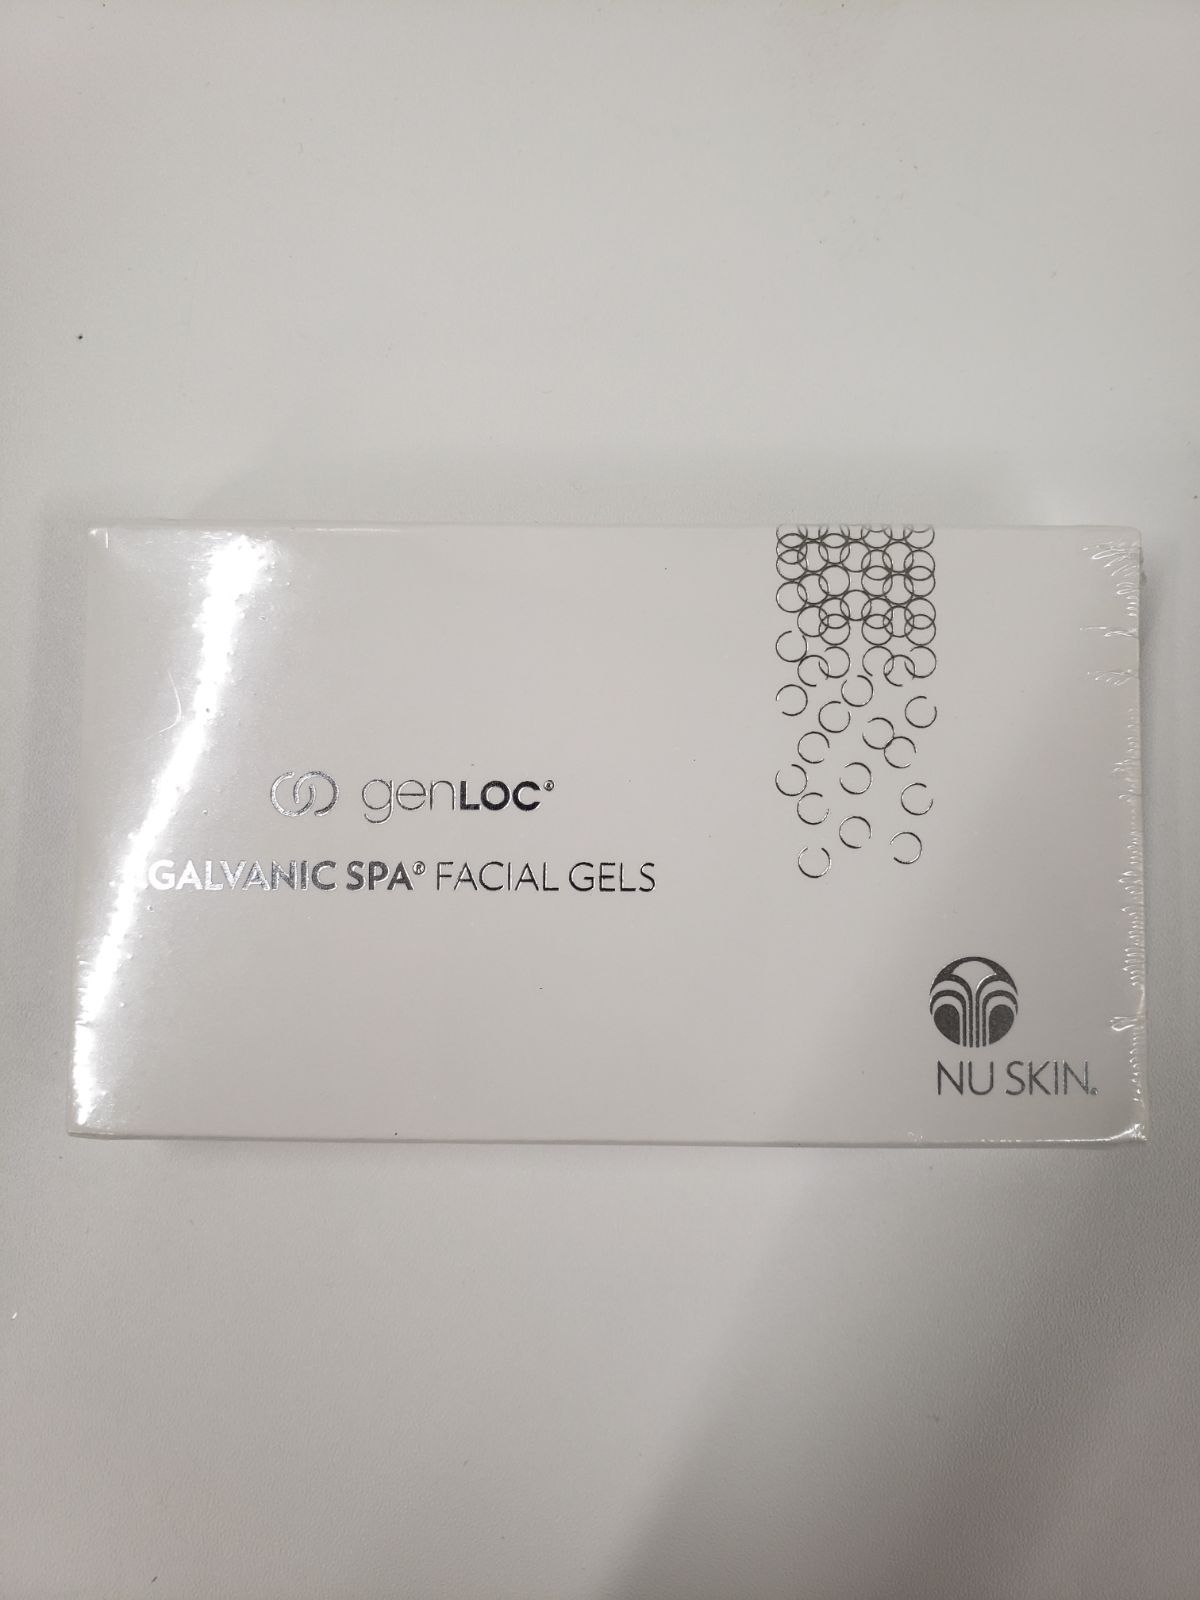 genLOC®
GALVANIC SPA® FACIAL GELS
NU SKIN®